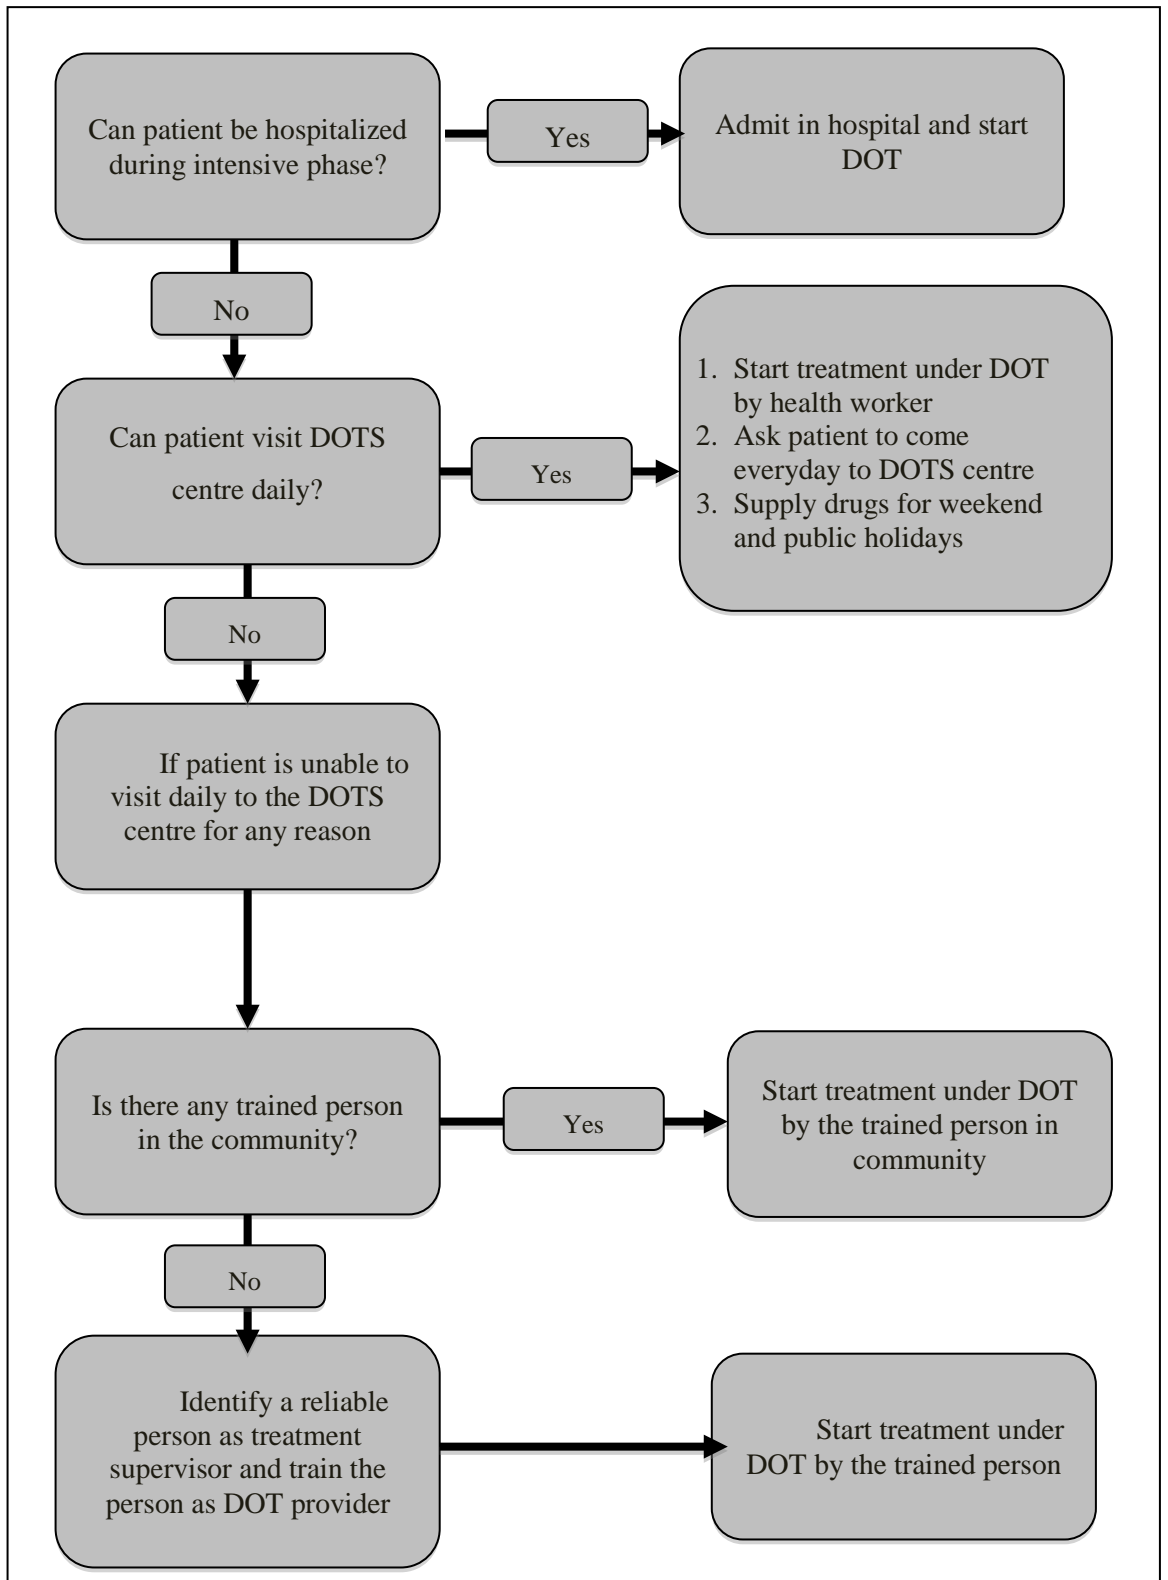 Can patient be hospitalized
during intensive phase?
Yes
Admit in hospital and start
DOT
No
Can patient visit DOTS
centre daily?
Yes
1. Start treatment under DOT
by health worker
2. Ask patient to come
everyday to DOTS centre
3. Supply drugs for weekend
and public holidays
No
If patient is unable to
visit daily to the DOTS
centre for any reason
Is there any trained person
in the community?
Yes
Start treatment under DOT
by the trained person in
community
No
Identify a reliable
person as treatment
supervisor and train the
person as DOT provider
Start treatment under
DOT by the trained person